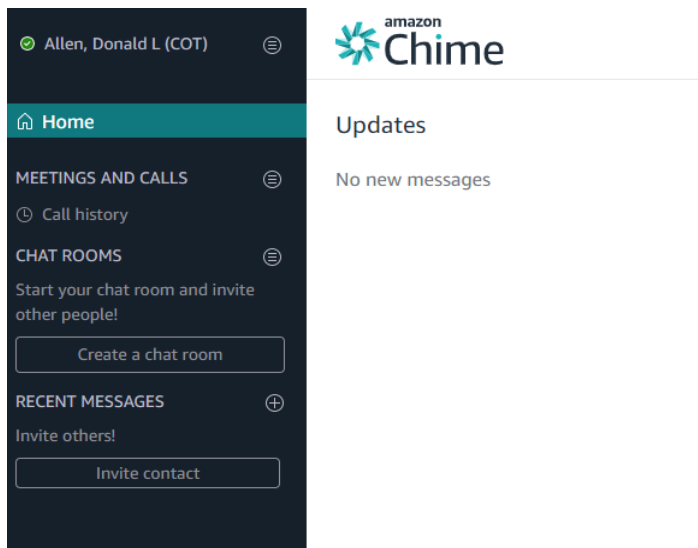 Allen, Donald L (COT)
Home
MEETINGS AND CALLS
Call history
CHAT ROOMS
Start your chat room and invite
other people!
Create a chat room
RECENT MESSAGES
Invite others!
Invite contact
amazon
Chime
Updates
No new messages